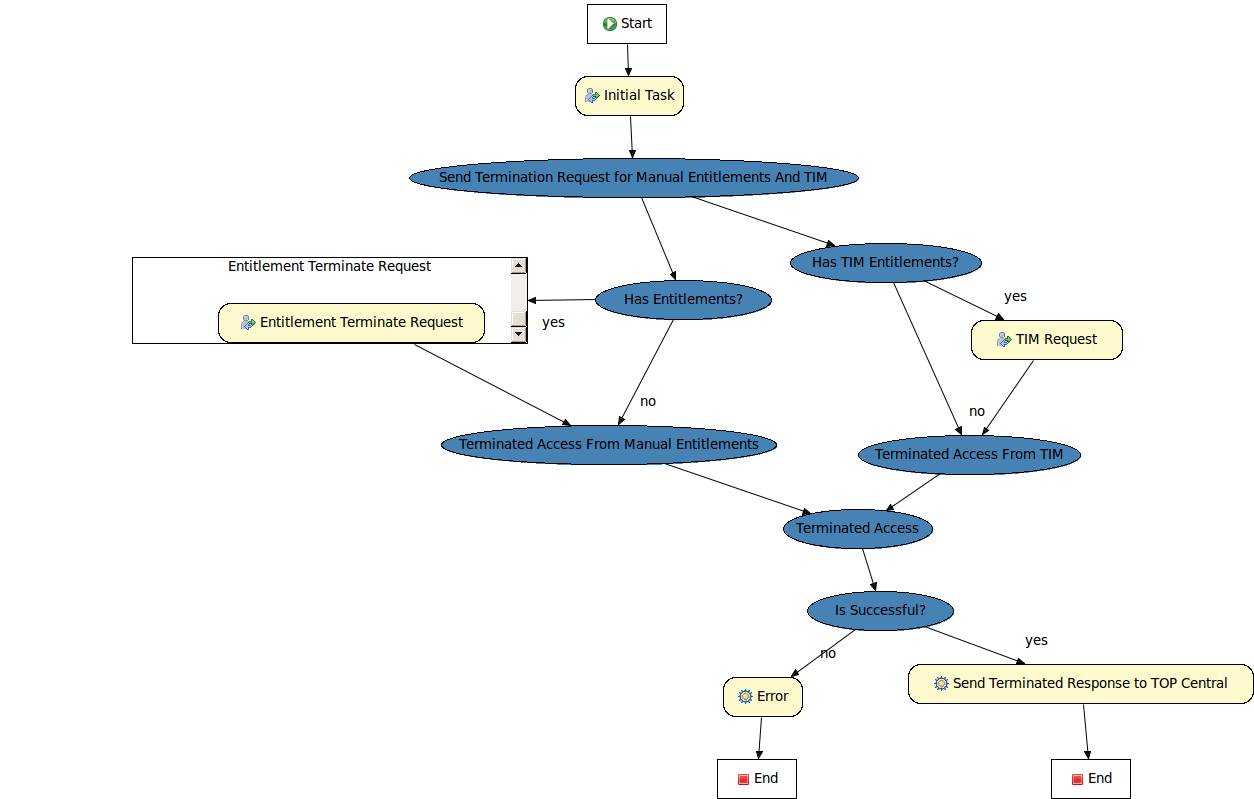 Start
Initial Task
Send Termination Request for Manual Entitlements And TIM
Entitlement Terminate Request
Has TIM Entitlements?
Has Entitlements?
yes
yes
Entitlement Terminate Request
TIM Request
no
no
Terminated Access From Manual Entitlements
Terminated Access From TIM
Terminated Access
Is Successful?
no
yes
Error
Send Terminated Response to TOP Central
End
End